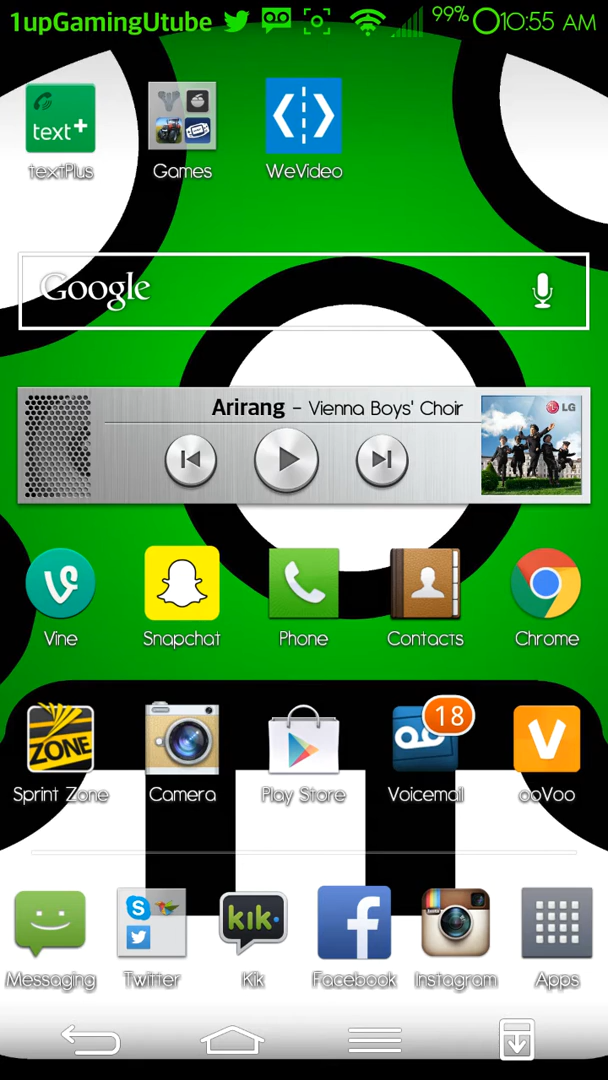 1upGamingUtube 99% 10:55 AM
text+
textPlus Games WeVideo
Google
Arirang – Vienna Boys' Choir
LG
Vine Snapchat Phone Contacts Chrome
ZONE 18
Sprint Zone Camera Play Store Voicemail ooVoo
kik.
Messaging Twitter Kik Facebook Instagram Apps